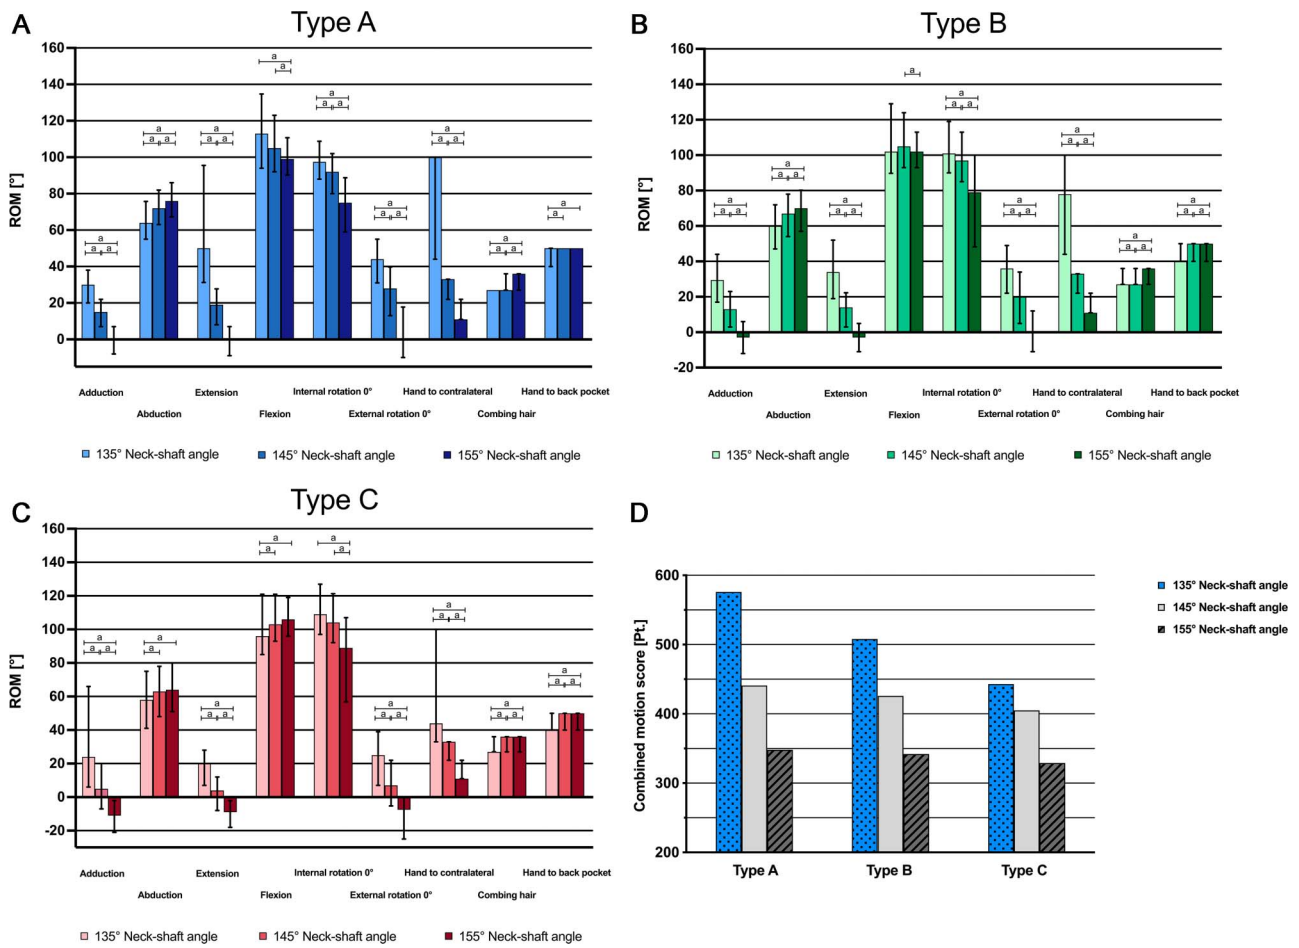 A
Type A
ROM [°]
160
140
120
100
80
60
40
20
0
a
a
a a
a
a a
a
a a
a
a
a
a a
a
a a
a
a a
a
a a
a
a
Adduction
Extension
Internal rotation 0°
Hand to contralateral
Hand to back pocket
Abduction
Flexion
External rotation 0°
Combing hair
135° Neck-shaft angle
145° Neck-shaft angle
155° Neck-shaft angle
B
Type B
ROM [°]
160
140
120
100
80
60
40
20
0
-20
a
a a
a
a a
a
a a
a
a
a a
a
a a
a
a a
a
a a
a
a a
Adduction
Extension
Internal rotation 0°
Hand to contralateral
Hand to back pocket
Abduction
Flexion
External rotation 0°
Combing hair
135° Neck-shaft angle
145° Neck-shaft angle
155° Neck-shaft angle
C
Type C
ROM [°]
160
140
120
100
80
60
40
20
0
-20
a
a a
a
a
a
a a
a
a
a
a
a
a a
a
a a
a
a a
a
a a
Adduction
Extension
Internal rotation 0°
Hand to contralateral
Hand to back pocket
Abduction
Flexion
External rotation 0°
Combing hair
135° Neck-shaft angle
145° Neck-shaft angle
155° Neck-shaft angle
D
Combined motion score [Pt.]
600
500
400
300
200
Type A
Type B
Type C
135° Neck-shaft angle
145° Neck-shaft angle
155° Neck-shaft angle